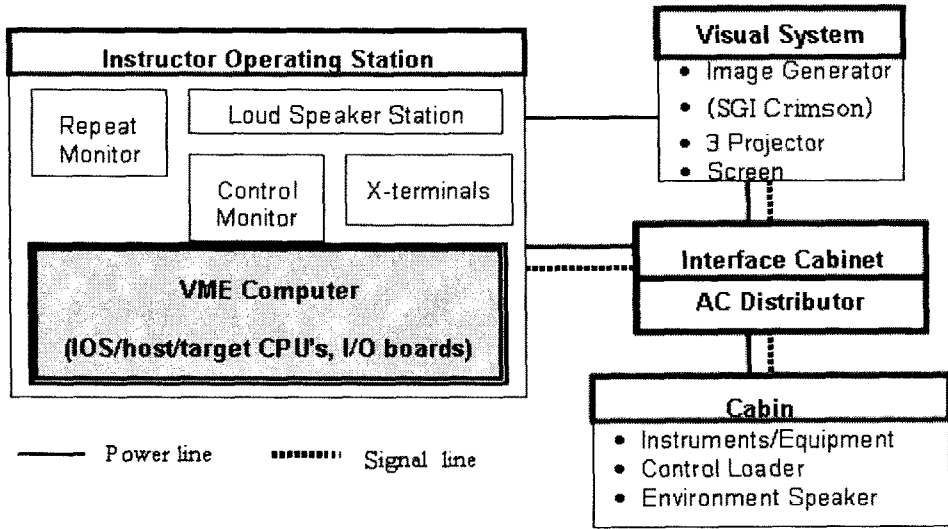 Instructor Operating Station
Repeat
Monitor
Loud Speaker Station
Control
Monitor
X-terminals
VME Computer
(IOS/host/target CPU's, I/O boards)
Visual System
• Image Generator
• (SGI Crimson)
• 3 Projector
• Screen
Interface Cabinet
AC Distributor
Cabin
• Instruments/Equipment
• Control Loader
• Environment Speaker
Power line
Signal line